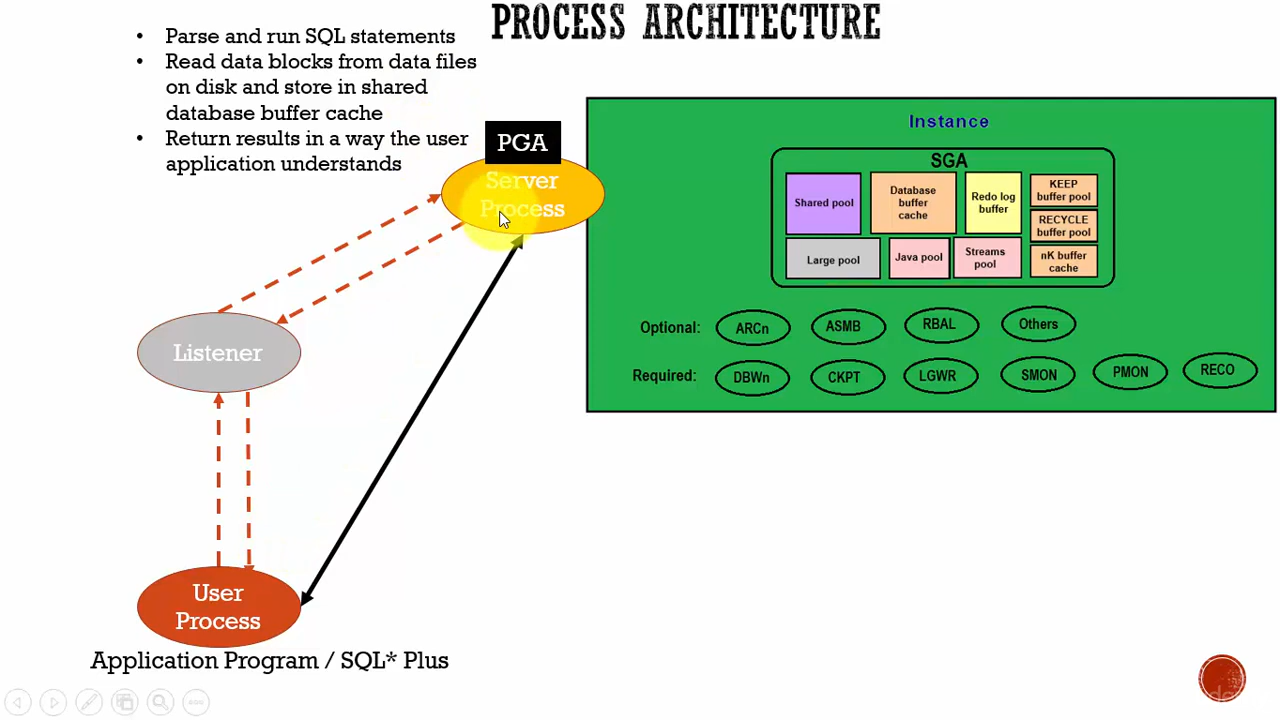 PROCESS ARCHITECTURE
• Parse and run SQL statements
• Read data blocks from data files
on disk and store in shared
database buffer cache
• Return results in a way the user
application understands
PGA
Server
Process
Listener
User
Process
Application Program / SQL* Plus
Instance
SGA
Shared pool
Database
buffer
cache
Redo log
buffer
KEEP
buffer pool
RECYCLE
buffer pool
Large pool
Java pool
Streams
pool
nK buffer
cache
Optional:
ARCn
ASMB
RBAL
Others
Required:
DBWn
CKPT
LGWR
SMON
PMON
RECO